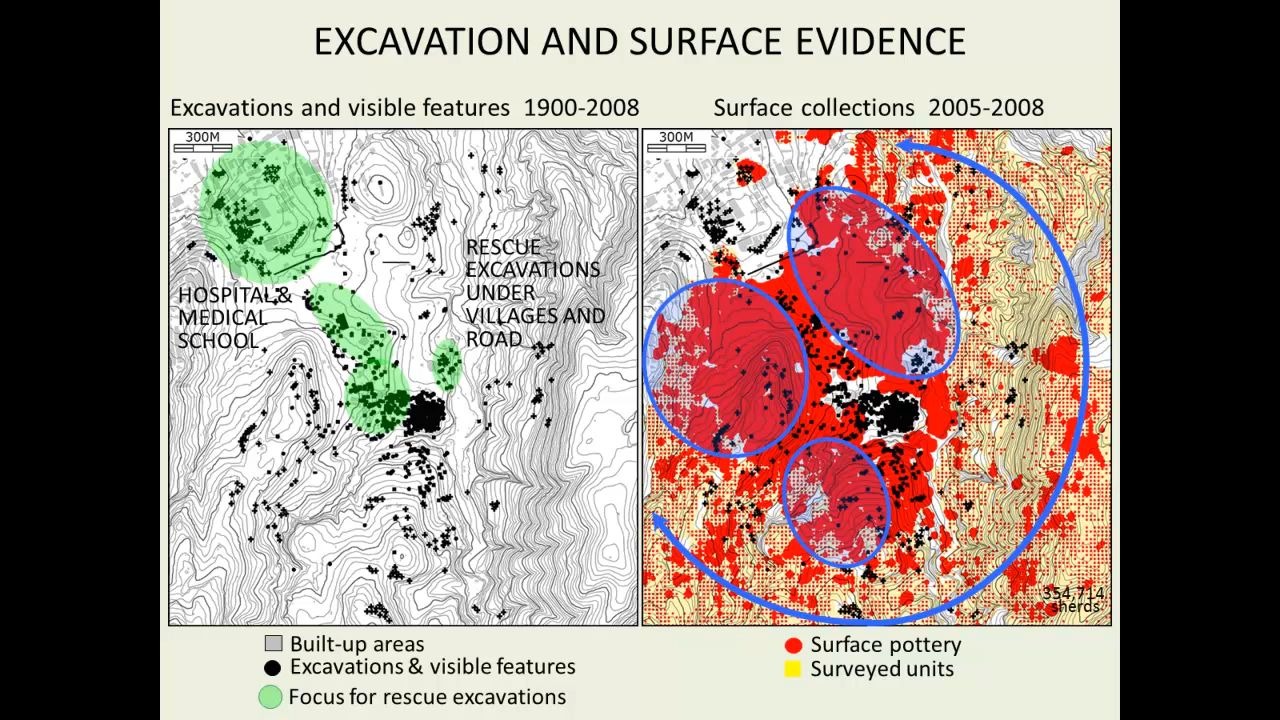 EXCAVATION AND SURFACE EVIDENCE
Excavations and visible features 1900-2008
300M
HOSPITAL &
MEDICAL
SCHOOL
RESCUE
EXCAVATIONS
UNDER
VILLAGES AND
ROAD
Built-up areas
Excavations & visible features
Focus for rescue excavations
Surface collections 2005-2008
300M
354,714
sherds
Surface pottery
Surveyed units